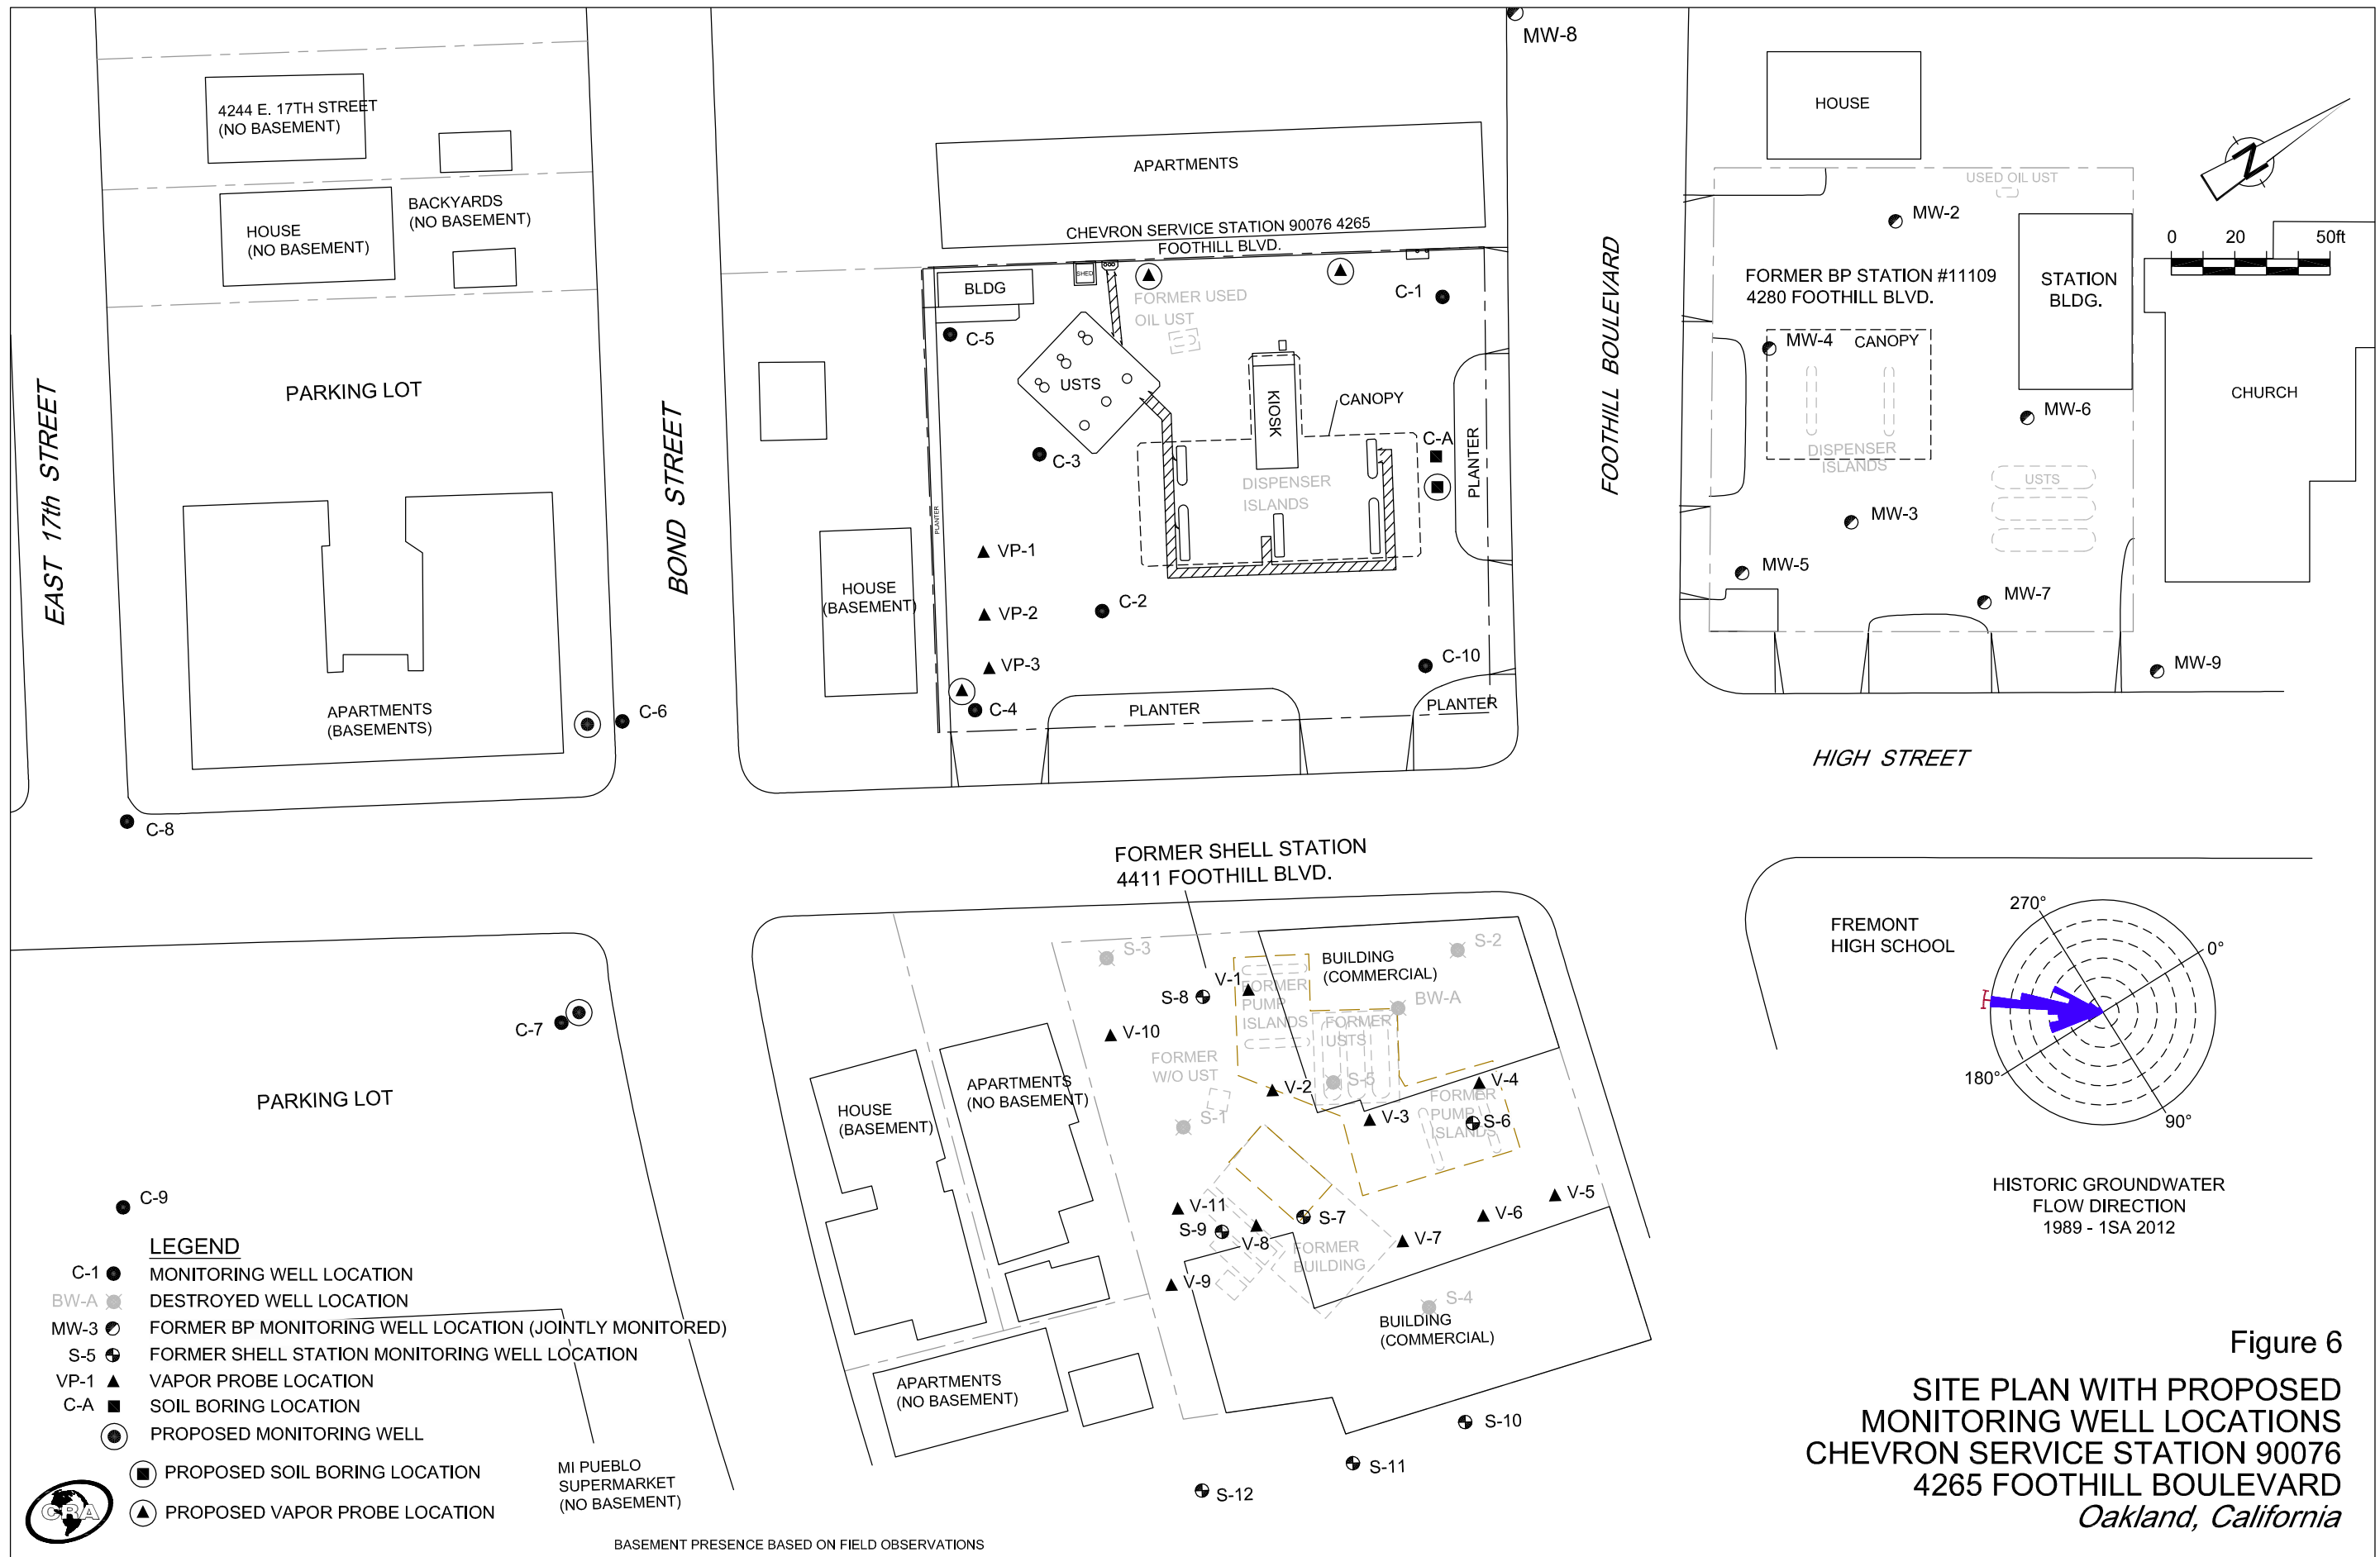 MW-8
4244 E. 17TH STREET
(NO BASEMENT)
HOUSE
(NO BASEMENT)
BACKYARDS
(NO BASEMENT)
PARKING LOT
EAST 17th STREET
APARTMENTS
(BASEMENTS)
C-6
C-8
BOND STREET
APARTMENTS
CHEVRON SERVICE STATION 90076 4265
FOOTHILL BLVD.
BLDG
SHED
C-5
FORMER USED
OIL UST
C-1
USTS
KIOSK
CANOPY
C-A
PLANTER
C-3
DISPENSER
ISLANDS
PLANTER
VP-1
HOUSE
(BASEMENT)
VP-2
C-2
VP-3
C-10
C-4
PLANTER
PLANTER
FOOTHILL BOULEVARD
HOUSE
USED OIL UST
MW-2
FORMER BP STATION #11109
4280 FOOTHILL BLVD.
STATION
BLDG.
0 20 50ft
N
MW-4
CANOPY
CHURCH
MW-6
DISPENSER
ISLANDS
USTS
MW-3
MW-5
MW-7
MW-9
HIGH STREET
FORMER SHELL STATION
4411 FOOTHILL BLVD.
S-3
S-8
V-1
FORMER
PUMP
ISLANDS
BUILDING
(COMMERCIAL)
S-2
BW-A
FORMER
USTS
V-10
FORMER
W/O UST
V-2
S-5
V-4
FORMER
PUMP
ISLANDS
S-6
V-3
S-1
HOUSE
(BASEMENT)
APARTMENTS
(NO BASEMENT)
V-11
S-9
V-8
S-7
V-5
V-6
V-7
FORMER
BUILDING
V-9
S-4
BUILDING
(COMMERCIAL)
APARTMENTS
(NO BASEMENT)
S-10
S-11
S-12
C-7
PARKING LOT
C-9
FREMONT
HIGH SCHOOL
270°
0°
180°
90°
HISTORIC GROUNDWATER
FLOW DIRECTION
1989 - 1SA 2012
LEGEND
C-1 MONITORING WELL LOCATION
BW-A DESTROYED WELL LOCATION
MW-3 FORMER BP MONITORING WELL LOCATION (JOINTLY MONITORED)
S-5 FORMER SHELL STATION MONITORING WELL LOCATION
VP-1 VAPOR PROBE LOCATION
C-A SOIL BORING LOCATION
PROPOSED MONITORING WELL
PROPOSED SOIL BORING LOCATION
PROPOSED VAPOR PROBE LOCATION
CRA
MI PUEBLO
SUPERMARKET
(NO BASEMENT)
BASEMENT PRESENCE BASED ON FIELD OBSERVATIONS
Figure 6
SITE PLAN WITH PROPOSED
MONITORING WELL LOCATIONS
CHEVRON SERVICE STATION 90076
4265 FOOTHILL BOULEVARD
Oakland, California